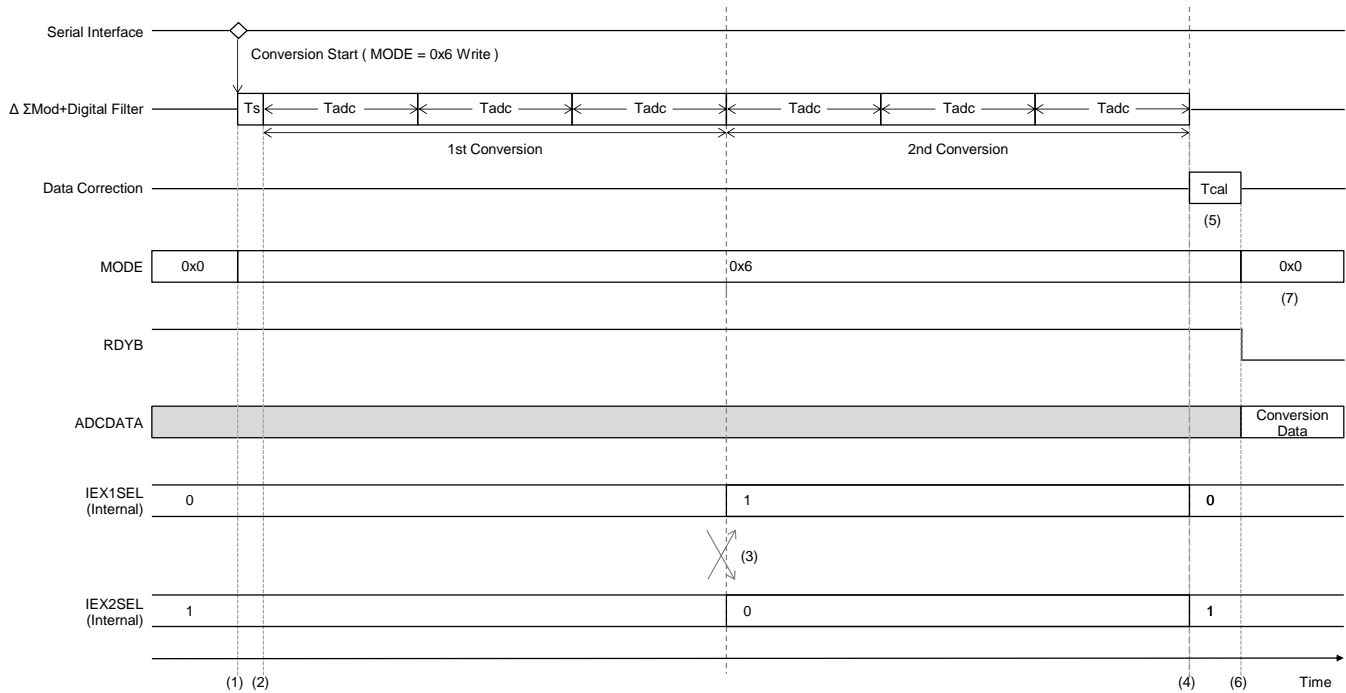 Serial Interface
Conversion Start ( MODE = 0x6 Write )
Δ ΣMod+Digital Filter
Ts
Tadc
Tadc
Tadc
Tadc
Tadc
Tadc
1st Conversion
2nd Conversion
Data Correction
Tcal
(5)
MODE
0x0
0x6
0x0
(7)
RDYB
ADCDATA
Conversion
Data
IEX1SEL
(Internal)
0
1
0
(3)
IEX2SEL
(Internal)
1
0
1
(1)
(2)
(4)
(6)
Time